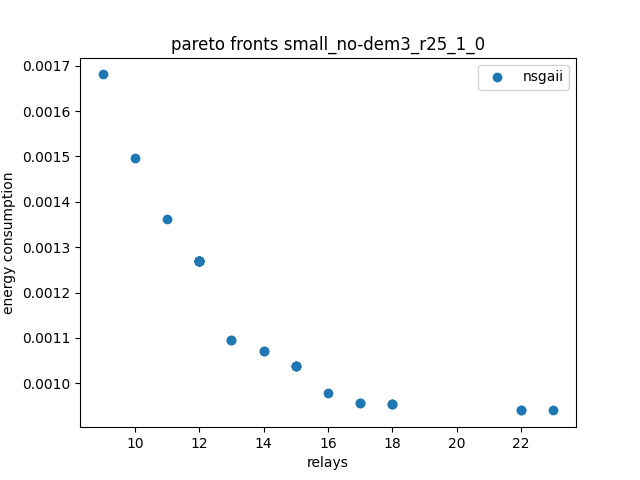 pareto fronts small_no-dem3_r25_1_0
nsgaii
0.0017
0.0016
0.0015
0.0014
0.0013
0.0012
0.0011
0.0010
energy consumption
10 12 14 16 18 20 22
relays